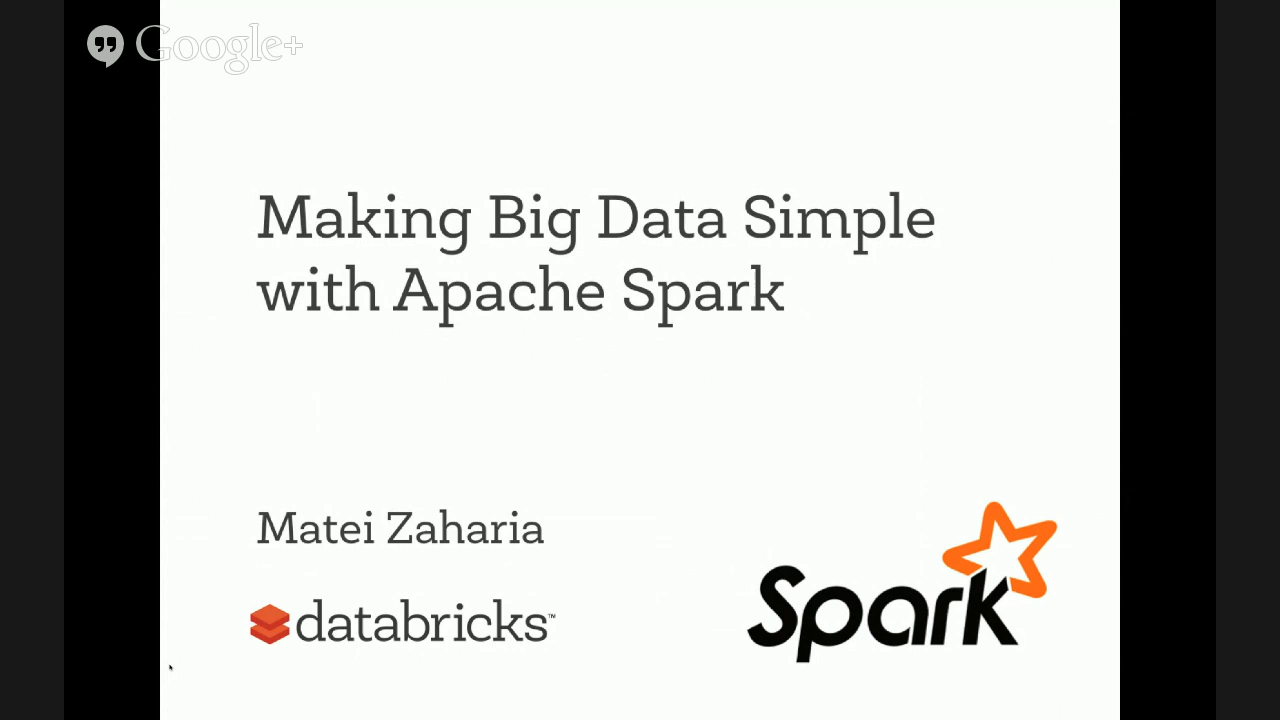 Google+
Making Big Data Simple
with Apache Spark
Matei Zaharia
databricks™
Spark